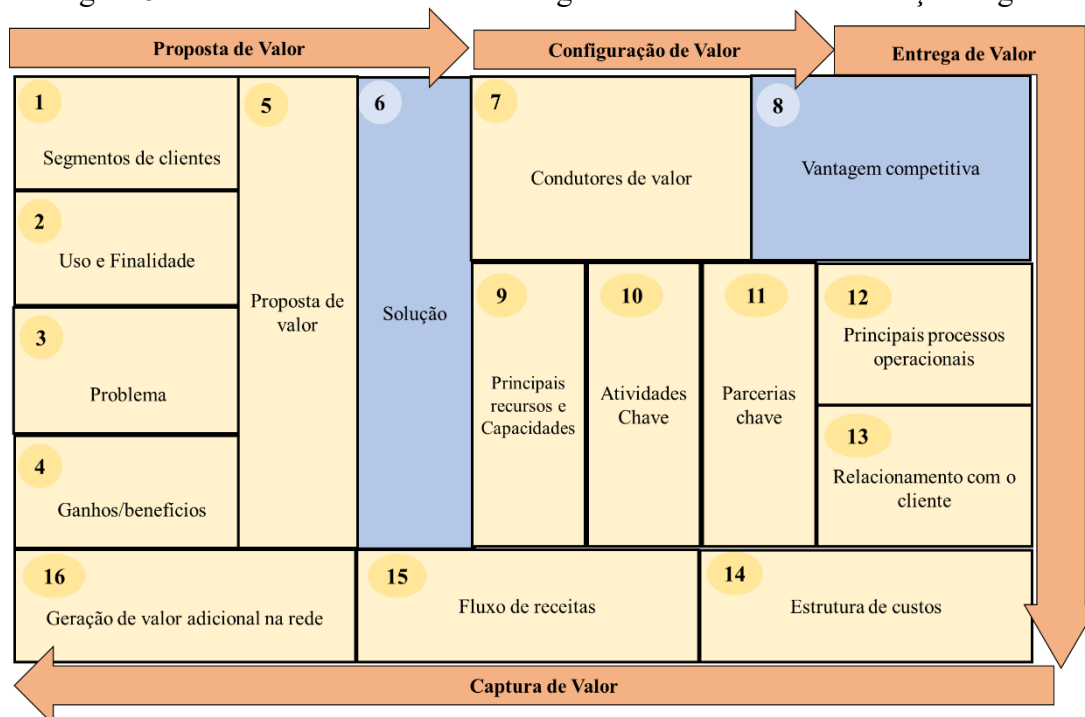 Proposta de Valor
Configuração de Valor
Entrega de Valor
1
Segmentos de clientes
2
Uso e Finalidade
3
Problema
4
Ganhos/benefícios
5
Proposta de
valor
6
Solução
7
Condutores de valor
8
Vantagem competitiva
9
Principais
recursos e
Capacidades
10
Atividades
Chave
11
Parcerias
chave
12
Principais processos
operacionais
13
Relacionamento com o
cliente
16
Geração de valor adicional na rede
15
Fluxo de receitas
14
Estrutura de custos
Captura de Valor